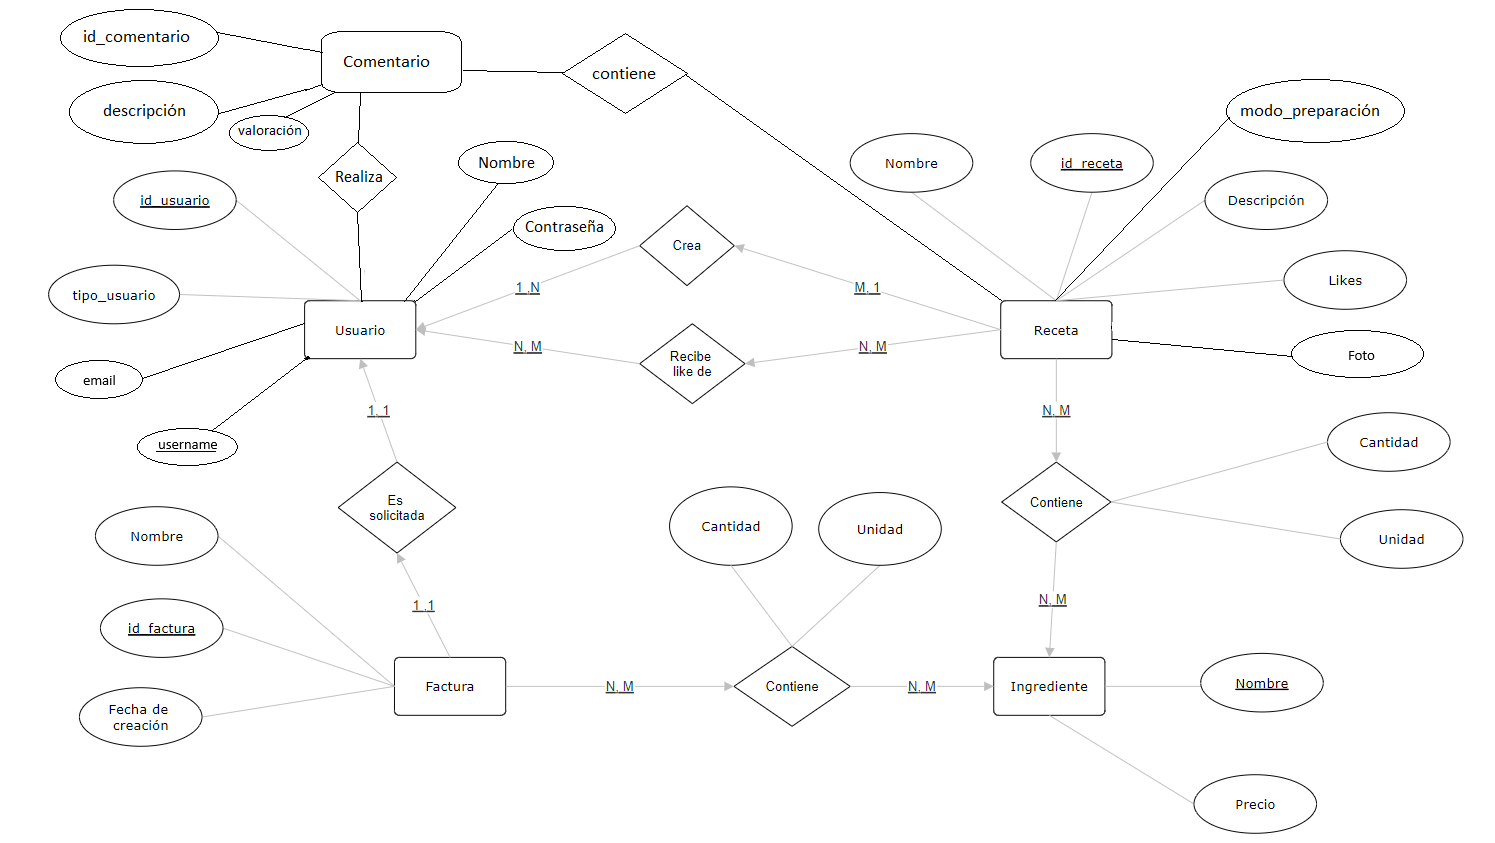 id_comentario
Comentario
contiene
descripción
valoración
modo_preparación
Nombre
Realiza
Nombre
id_receta
id_usuario
Descripción
Contraseña
Crea
tipo_usuario
1 ,N
M, 1
Likes
Usuario
Receta
N, M
N, M
Recibe
like de
Foto
email
1, 1
N, M
username
Cantidad
Es
solicitada
Contiene
Cantidad
Unidad
Nombre
Unidad
1 ,1
N, M
id_factura
Factura
N, M
Contiene
N, M
Ingrediente
Nombre
Fecha de
creación
Precio